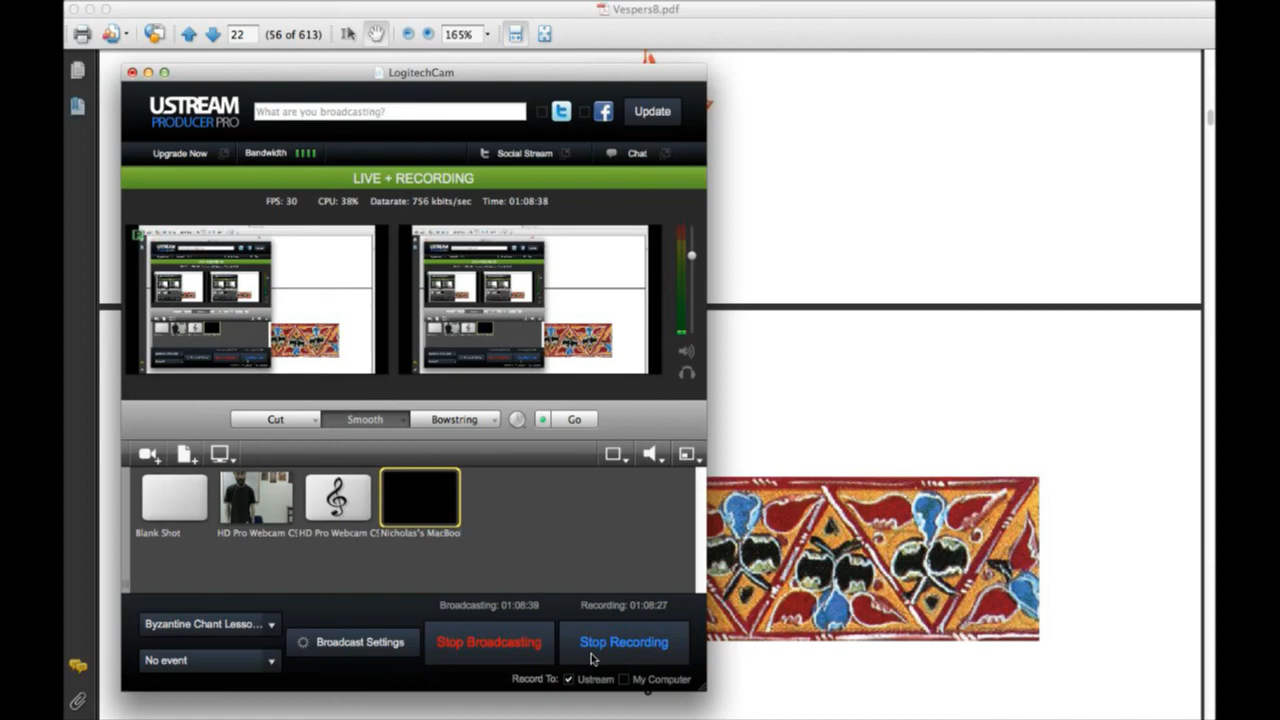 VespersB.pdf
22 (56 of 613) 165%
LogitechCam
USTREAM
PRODUCER PRO
What are you broadcasting?
Update
Upgrade Now
Bandwidth
Social Stream
Chat
LIVE + RECORDING
FPS: 30 CPU: 38% Datarate: 756 kbits/sec Time: 01:08:38
Cut
Smooth
Bowstring
Go
Blank Shot
HD Pro Webcam C
HD Pro Webcam C
Nicholas's MacBoo
Broadcasting: 01:08:39
Recording: 01:08:27
Byzantine Chant Lesso...
Broadcast Settings
Stop Broadcasting
Stop Recording
No event
Record To: Ustream My Computer